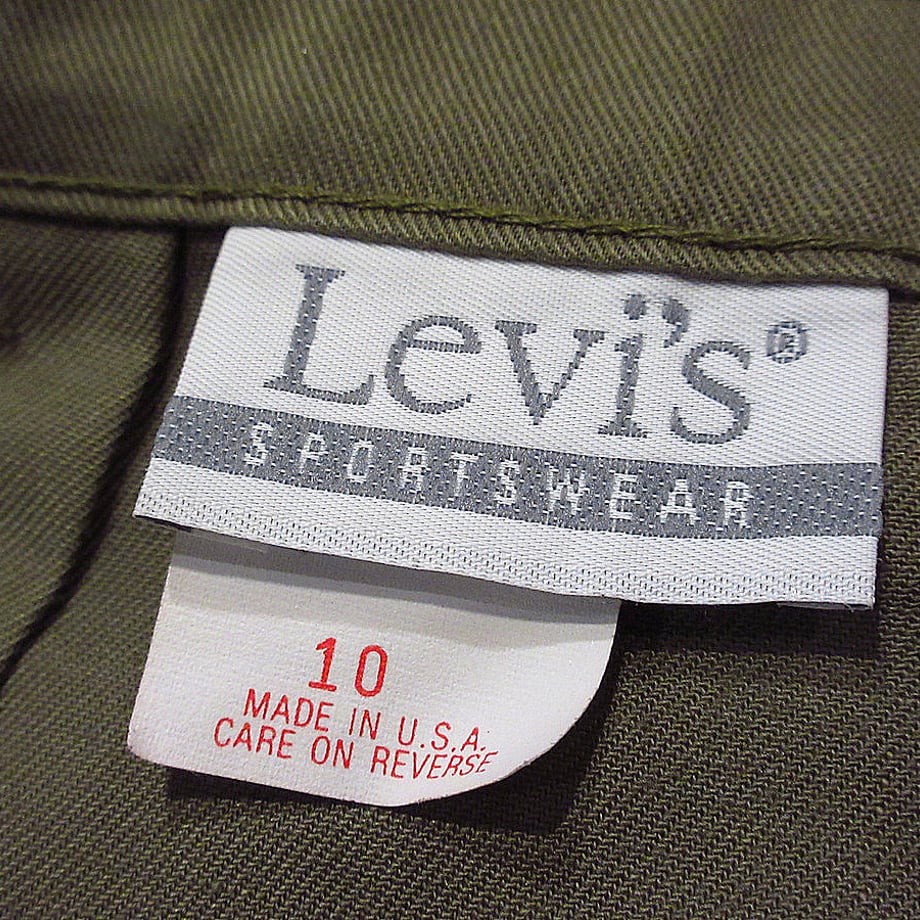 Levi's®
SPORTSWEAR
10
MADE IN U.S.A.
CARE ON REVERSE